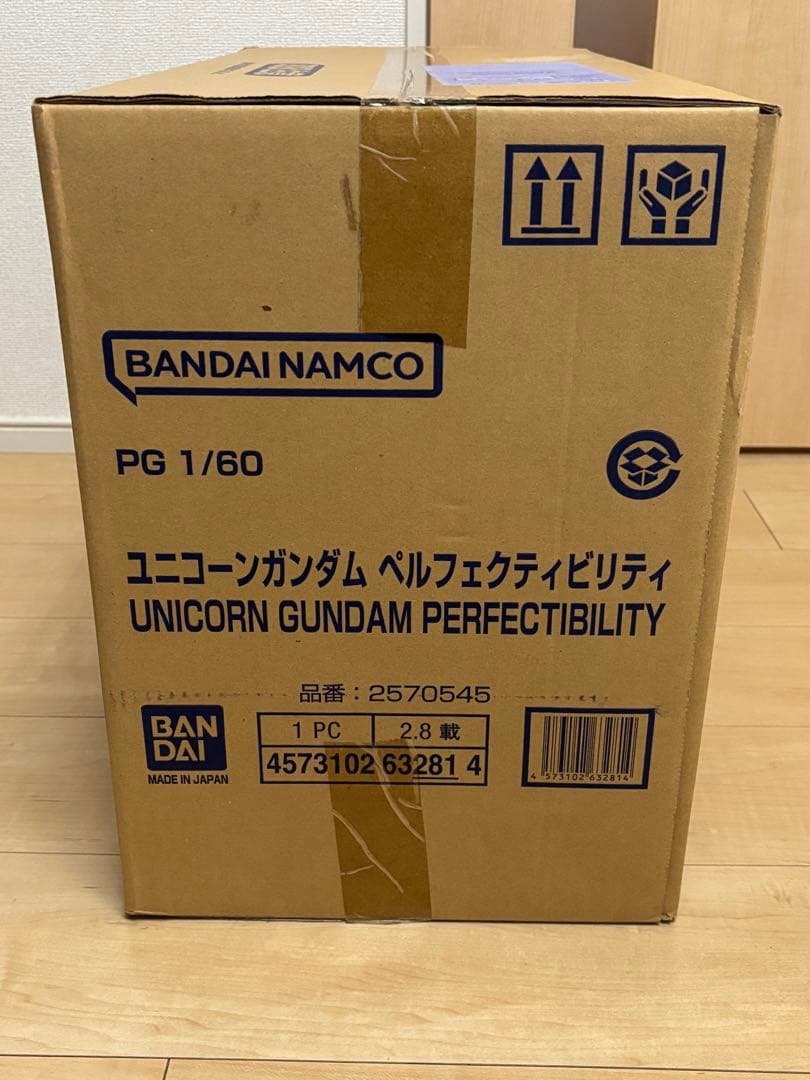 BANDAI
BANDAI NAMCO
PG 1/60
ユニコーンガンダム ペルフェクティビリティ
UNICORN GUNDAM PERFECTIBILITY
品番：2570545
BAN
DAI
MADE IN JAPAN
1 PC
2.8 載
4573102 63281 4
4 573102 632814